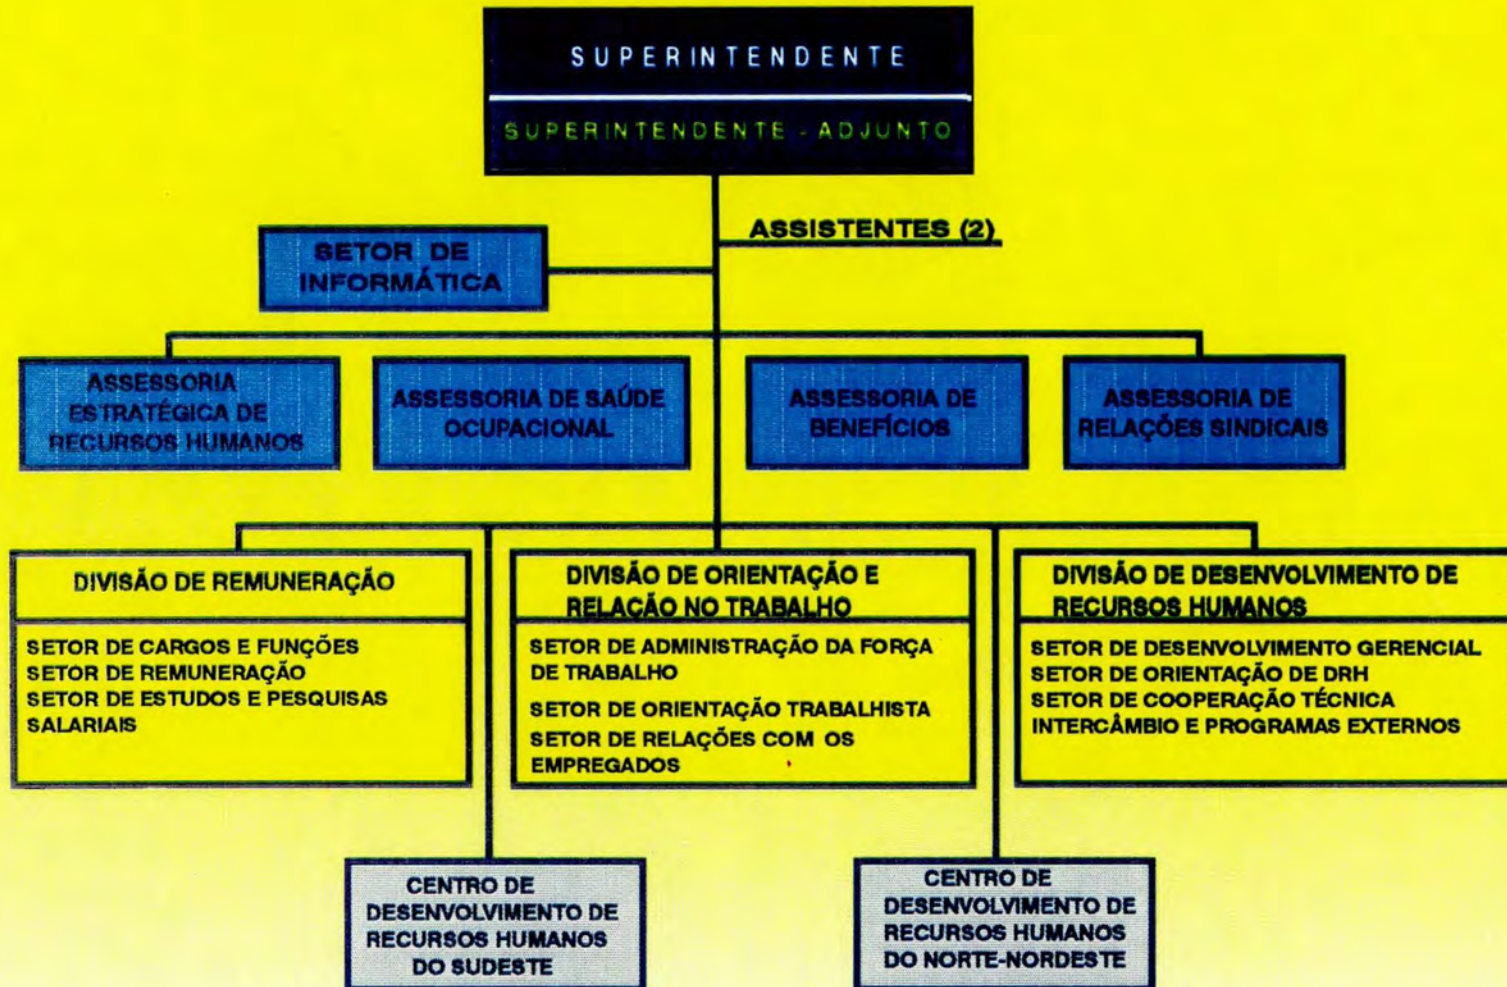 SUPERINTENDENTE
SUPERINTENDENTE - ADJUNTO
ASSISTENTES (2)
SETOR DE
INFORMÁTICA
ASSESSORIA
ESTRATÉGICA DE
RECURSOS HUMANOS
ASSESSORIA DE SAÚDE
OCUPACIONAL
ASSESSORIA DE
BENEFÍCIOS
ASSESSORIA DE
RELAÇÕES SINDICAIS
DIVISÃO DE REMUNERAÇÃO
SETOR DE CARGOS E FUNÇÕES
SETOR DE REMUNERAÇÃO
SETOR DE ESTUDOS E PESQUISAS
SALARIAIS
DIVISÃO DE ORIENTAÇÃO E
RELAÇÃO NO TRABALHO
SETOR DE ADMINISTRAÇÃO DA FORÇA
DE TRABALHO
SETOR DE ORIENTAÇÃO TRABALHISTA
SETOR DE RELAÇÕES COM OS
EMPREGADOS
DIVISÃO DE DESENVOLVIMENTO DE
RECURSOS HUMANOS
SETOR DE DESENVOLVIMENTO GERENCIAL
SETOR DE ORIENTAÇÃO DE DRH
SETOR DE COOPERAÇÃO TÉCNICA
INTERCÂMBIO E PROGRAMAS EXTERNOS
CENTRO DE
DESENVOLVIMENTO DE
RECURSOS HUMANOS
DO SUDESTE
CENTRO DE
DESENVOLVIMENTO DE
RECURSOS HUMANOS
DO NORTE-NORDESTE